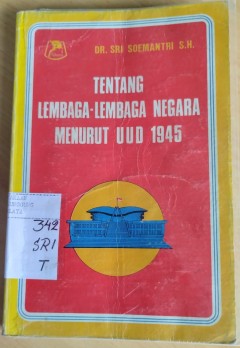 DR. SRI SOEMANTRI S.H.
TENTANG
LEMBAGA-LEMBAGA NEGARA
MENURUT UUD 1945
342
SRI
T